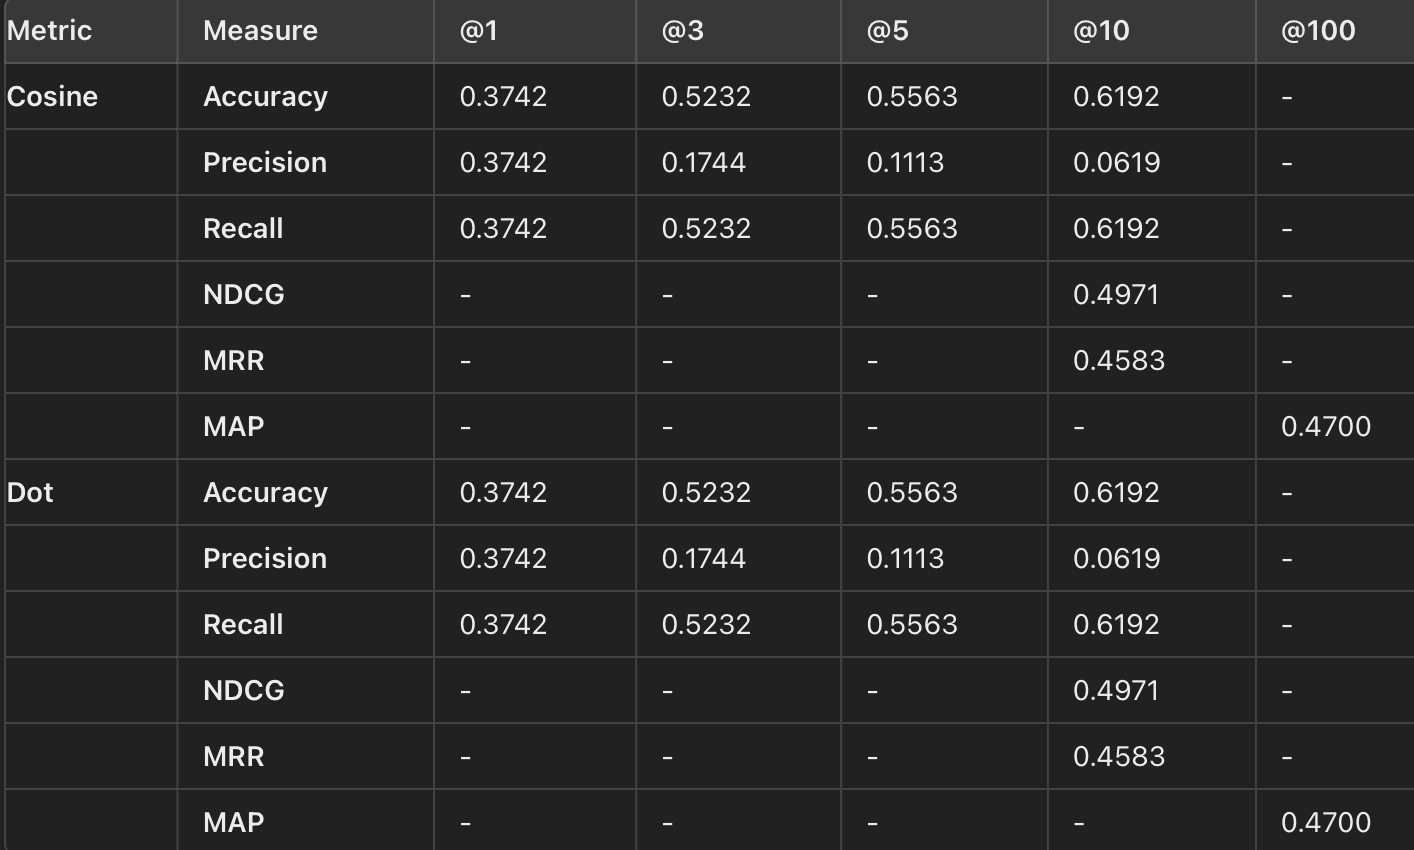 Metric Measure @1 @3 @5 @10 @100
Cosine Accuracy 0.3742 0.5232 0.5563 0.6192 -
Precision 0.3742 0.1744 0.1113 0.0619 -
Recall 0.3742 0.5232 0.5563 0.6192 -
NDCG - - - 0.4971 -
MRR - - - 0.4583 -
MAP - - - - 0.4700
Dot Accuracy 0.3742 0.5232 0.5563 0.6192 -
Precision 0.3742 0.1744 0.1113 0.0619 -
Recall 0.3742 0.5232 0.5563 0.6192 -
NDCG - - - 0.4971 -
MRR - - - 0.4583 -
MAP - - - - 0.4700